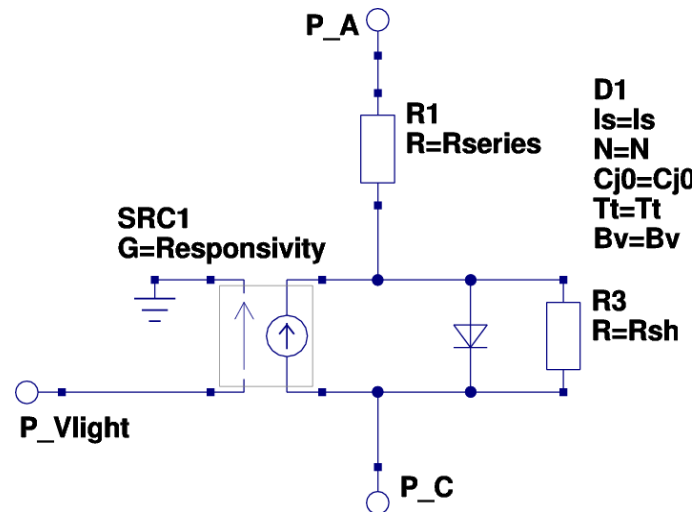 P_A
R1
R=Rseries
D1
Is=Is
N=N
Cj0=Cj0
Tt=Tt
Bv=Bv
SRC1
G=Responsivity
R3
R=Rsh
P_Vlight
P_C